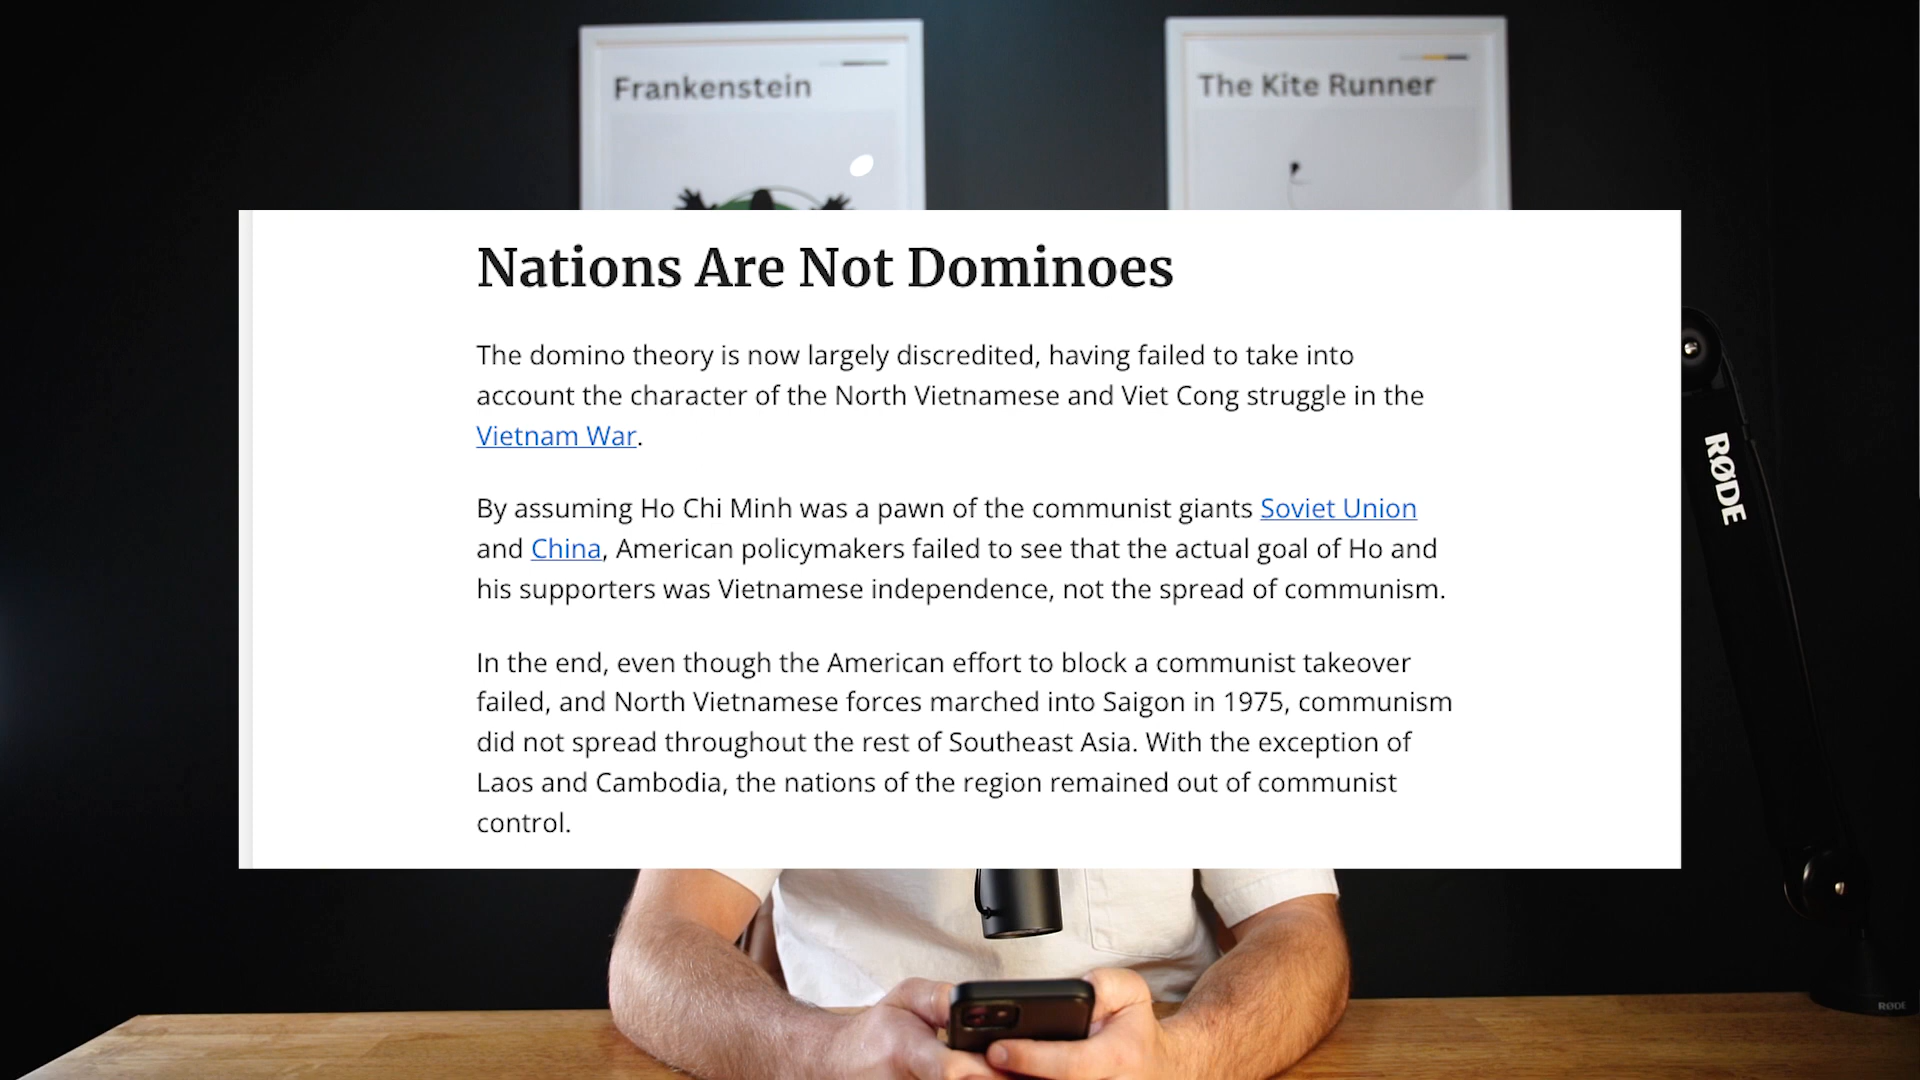 Frankenstein
The Kite Runner
Nations Are Not Dominoes
The domino theory is now largely discredited, having failed to take into
account the character of the North Vietnamese and Viet Cong struggle in the
Vietnam War.
By assuming Ho Chi Minh was a pawn of the communist giants Soviet Union
and China, American policymakers failed to see that the actual goal of Ho and
his supporters was Vietnamese independence, not the spread of communism.
In the end, even though the American effort to block a communist takeover
failed, and North Vietnamese forces marched into Saigon in 1975, communism
did not spread throughout the rest of Southeast Asia. With the exception of
Laos and Cambodia, the nations of the region remained out of communist
control.
RØDE
RØDE